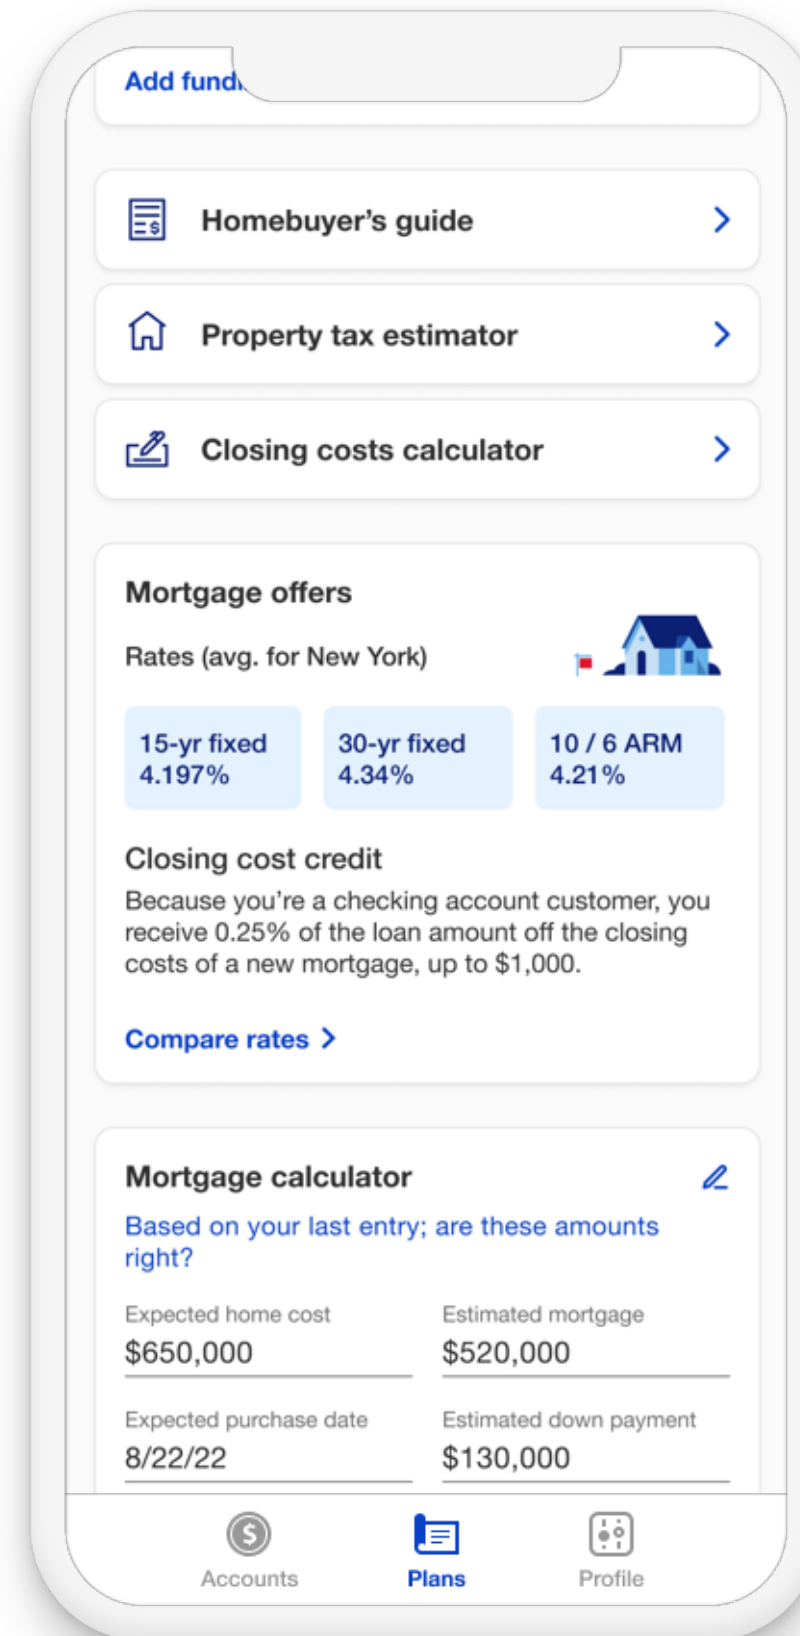 Add
Homebuyer's guide
Property tax estimator
Closing costs calculator
Mortgage offers
Rates (avg. for New York)
15-yr fixed
4.197%
30-yr fixed
4.34%
10 / 6 ARM
4.21%
Closing cost credit
Because you're a checking account customer, you
receive 0.25% of the loan amount off the closing
costs of a new mortgage, up to $1,000.
Compare rates
Mortgage calculator
Based on your last entry; are these amounts
right?
Expected home cost
Estimated mortgage
$650,000
$520,000
Expected purchase date
Estimated down payment
8/22/22
$130,000
Accounts
Plans
Profile